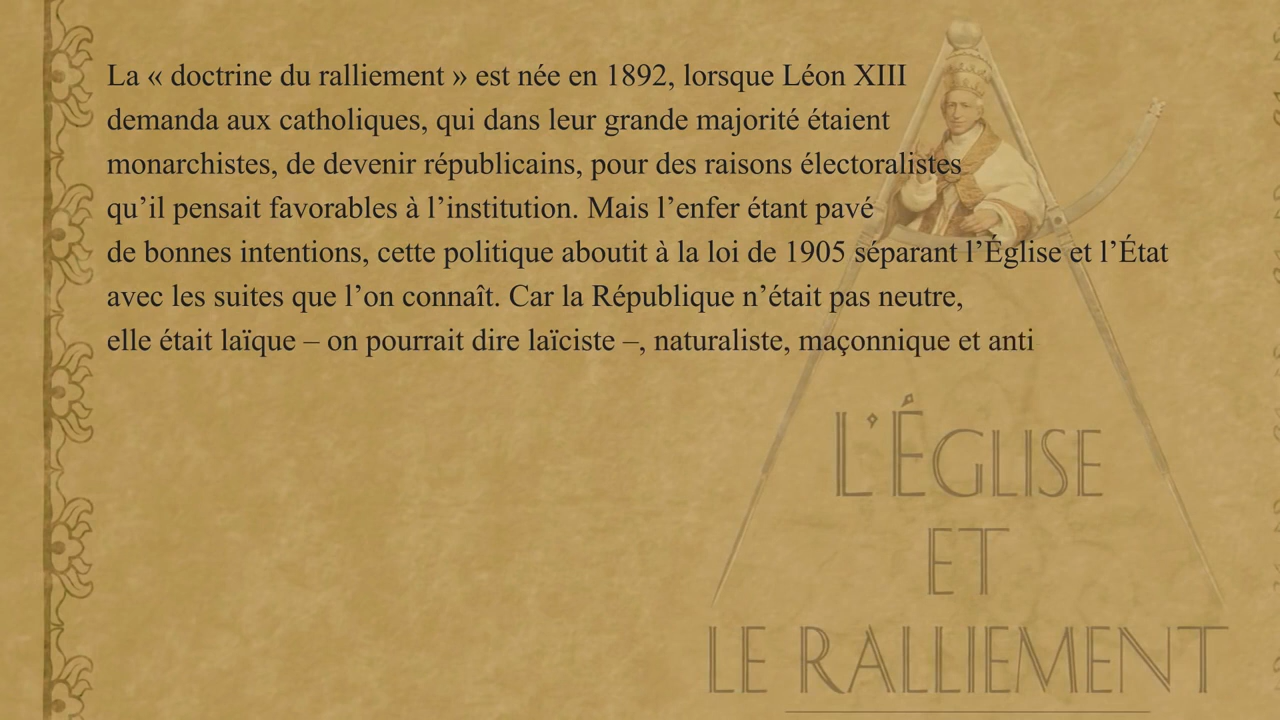 La « doctrine du ralliement » est née en 1892, lorsque Léon XIII
demanda aux catholiques, qui dans leur grande majorité étaient
monarchistes, de devenir républicains, pour des raisons électoralistes
qu’il pensait favorables à l’institution. Mais l’enfer étant pavé
de bonnes intentions, cette politique aboutit à la loi de 1905 séparant l’Église et l’État
avec les suites que l’on connaît. Car la République n’était pas neutre,
elle était laïque – on pourrait dire laïciste –, naturaliste, maçonnique et anti
L’ÉGLISE
ET
LE RALLIEMENT